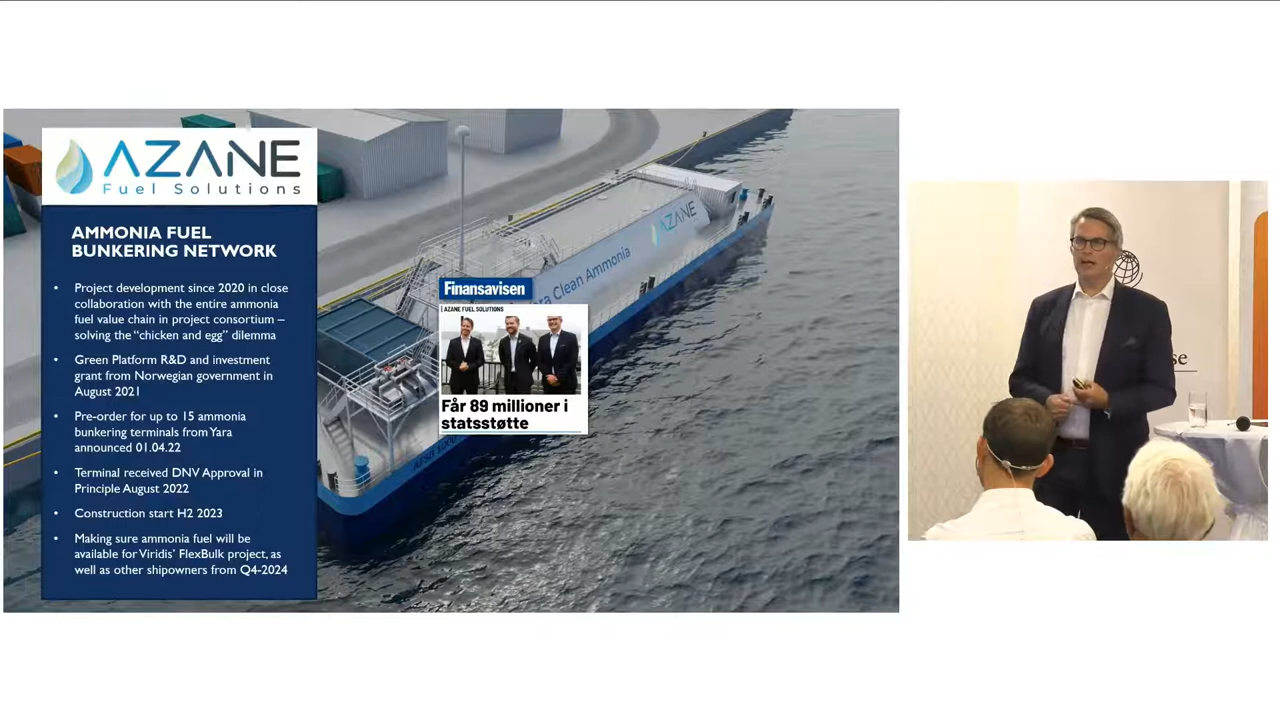 AZANE
Fuel Solutions
AMMONIA FUEL
BUNKERING NETWORK
• Project development since 2020 in close
collaboration with the entire ammonia
fuel value chain in project consortium –
solving the “chicken and egg” dilemma
• Green Platform R&D and investment
grant from Norwegian government in
August 2021
• Pre-order for up to 15 ammonia
bunkering terminals from Yara
announced 01.04.22
• Terminal received DNV Approval in
Principle August 2022
• Construction start H2 2023
• Making sure ammonia fuel will be
available for Viridis’ FlexBulk project, as
well as other shipowners from Q4-2024
AZANE
Clean Ammonia
Finansavisen
| AZANE FUEL SOLUTIONS
Får 89 millioner i
statsstøtte